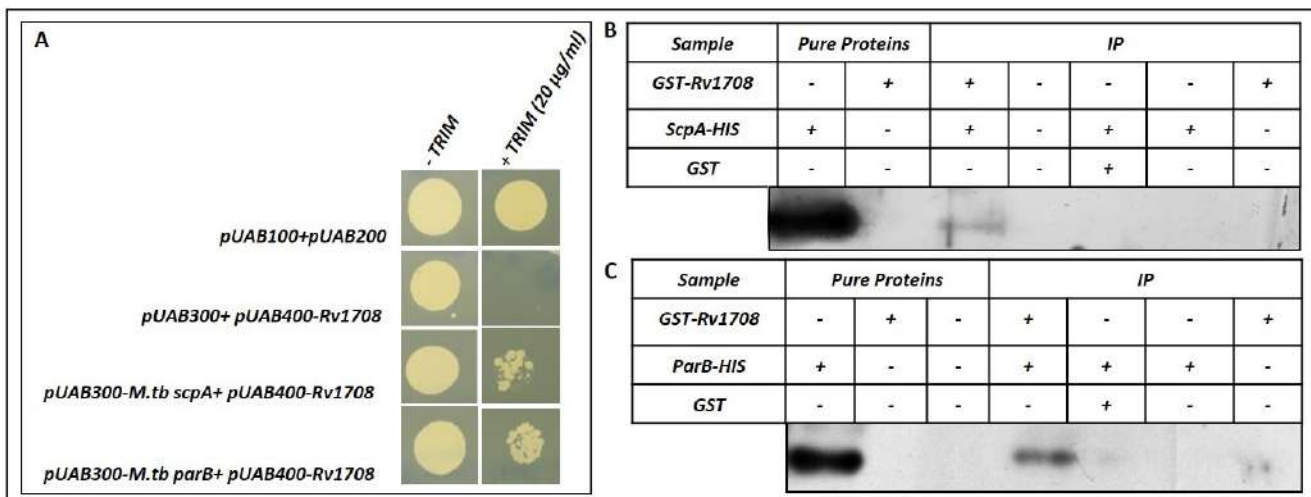 A
- TRIM
+ TRIM (20 µg/ml)
pUAB100+pUAB200
pUAB300+ pUAB400-Rv1708
pUAB300-M.tb scpA+ pUAB400-Rv1708
pUAB300-M.tb parB+ pUAB400-Rv1708
B
Sample Pure Proteins IP
GST-Rv1708 - + + - - - +
ScpA-HIS + - + - + + -
GST - - - - + - -
C
Sample Pure Proteins IP
GST-Rv1708 - + - + - - +
ParB-HIS + - - + + + -
GST - - - - + - -